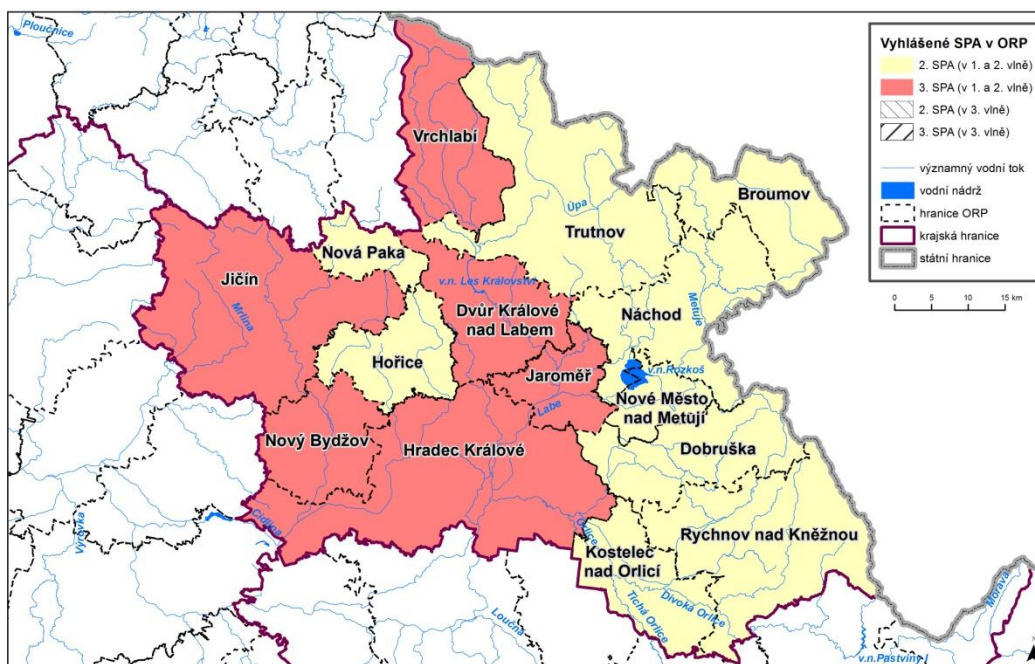 Ploučnice
Vyhlášené SPA v ORP
2. SPA (v 1. a 2. vlně)
3. SPA (v 1. a 2. vlně)
2. SPA (v 3. vlně)
3. SPA (v 3. vlně)
významný vodní tok
vodní nádrž
hranice ORP
krajská hranice
státní hranice
0 5 10 15 km
Vrchlabí
Broumov
Úpa
Trutnov
Nová Paka
Jičín
v.n. Les Království
Metuje
Mrlina
Dvůr Králové
nad Labem
Náchod
Hořice
Jaroměř
v.n.Rozkoš
Nové Město
nad Metují
Labe
Nový Bydžov
Hradec Králové
Dobruška
Cidlina
Výrovka
Orlice
Rychnov nad Kněžnou
Kostelec
nad Orlicí
Divoká Orlice
Tichá Orlice
Loučná
Morava
v.n.Pastviny I